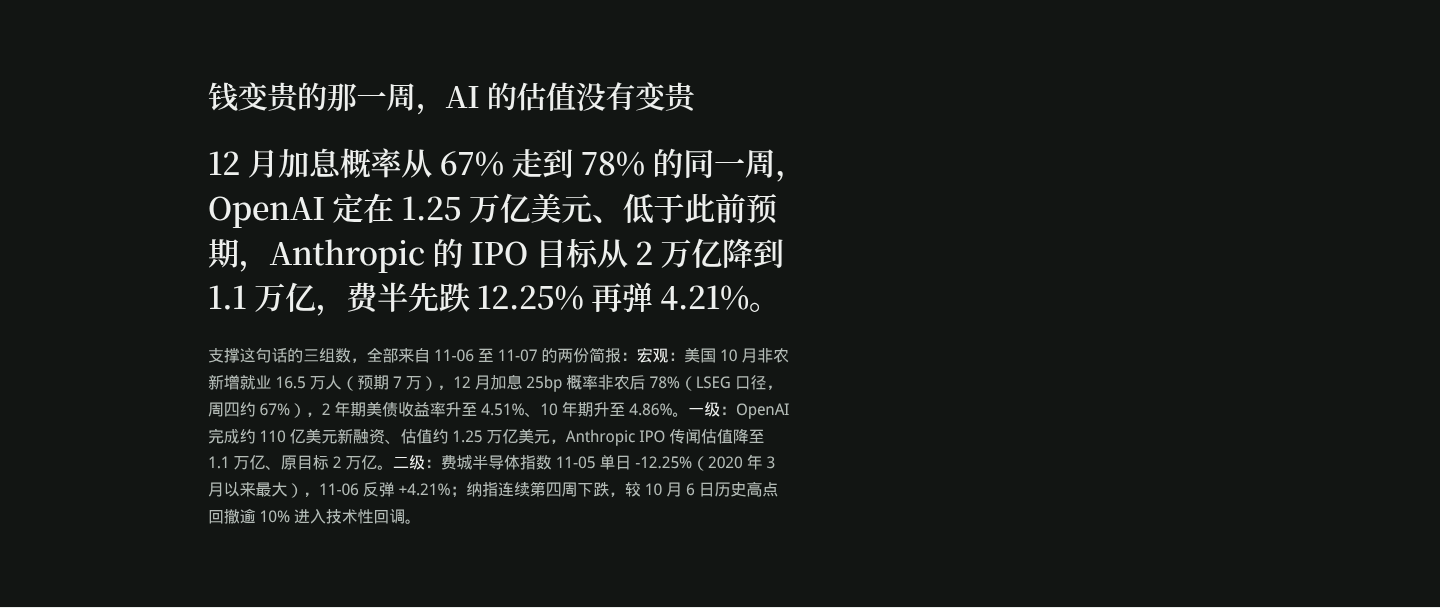 钱变贵的那一周，AI 的估值没有变贵
12 月加息概率从 67% 走到 78% 的同一周，
OpenAI 定在 1.25 万亿美元、低于此前预
期，Anthropic 的 IPO 目标从 2 万亿降到
1.1 万亿，费半先跌 12.25% 再弹 4.21%。
支撑这句话的三组数，全部来自 11-06 至 11-07 的两份简报：宏观：美国 10 月非农
新增就业 16.5 万人（预期 7 万），12 月加息 25bp 概率非农后 78%（LSEG 口径，
周四约 67%），2 年期美债收益率升至 4.51%、10 年期升至 4.86%。一级：OpenAI
完成约 110 亿美元新融资、估值约 1.25 万亿美元，Anthropic IPO 传闻估值降至
1.1 万亿、原目标 2 万亿。二级：费城半导体指数 11-05 单日 -12.25%（2020 年 3
月以来最大），11-06 反弹 +4.21%；纳指连续第四周下跌，较 10 月 6 日历史高点
回撤逾 10% 进入技术性回调。